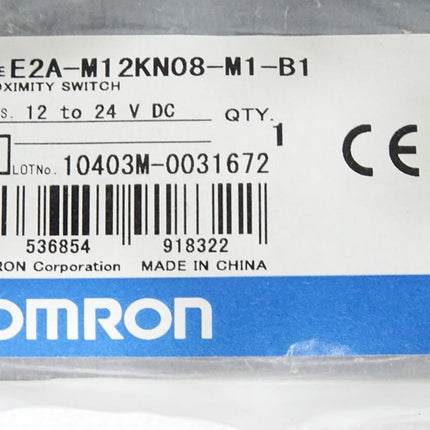 E E2A-M12KN08-M1-B1
OXIMITY SWITCH
S. 12 to 24 V DC QTY.
1
LOTNo. 10403M-0031672
CE
536854 918322
RON Corporation MADE IN CHINA
OMRON